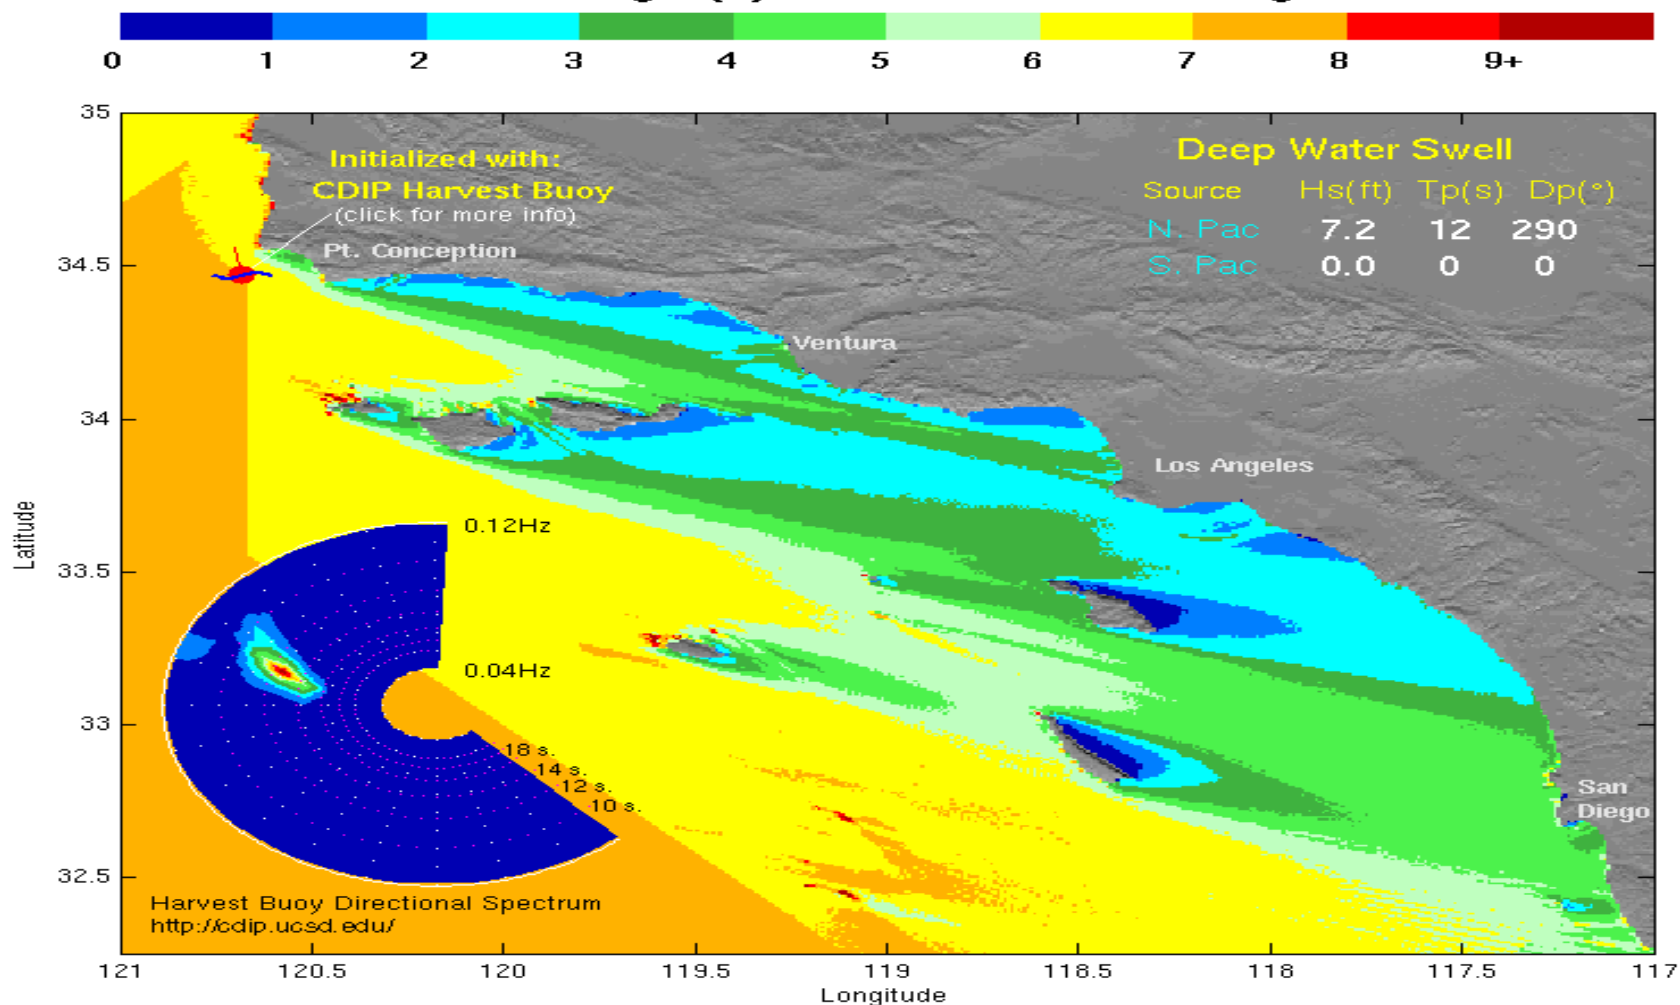 0 1 2 3 4 5 6 7 8 9+
35
34.5
34
33.5
33
32.5
Latitude
Initialized with:
CDIP Harvest Buoy
(click for more info)
Pt. Conception
Deep Water Swell
Source Hs(ft) Tp(s) Dp(°)
N. Pac 7.2 12 290
S. Pac 0.0 0 0
Ventura
Los Angeles
San
Diego
0.12Hz
0.04Hz
18 s.
14 s.
12 s.
10 s.
Harvest Buoy Directional Spectrum
http://cdip.ucsd.edu/
121 120.5 120 119.5 119 118.5 118 117.5 117
Longitude